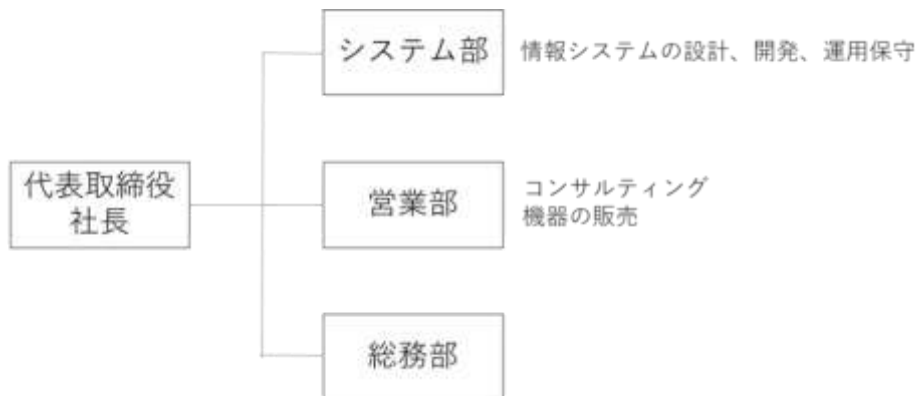 システム部
情報システムの設計、開発、運用保守
代表取締役
社長
営業部
コンサルティング
機器の販売
総務部